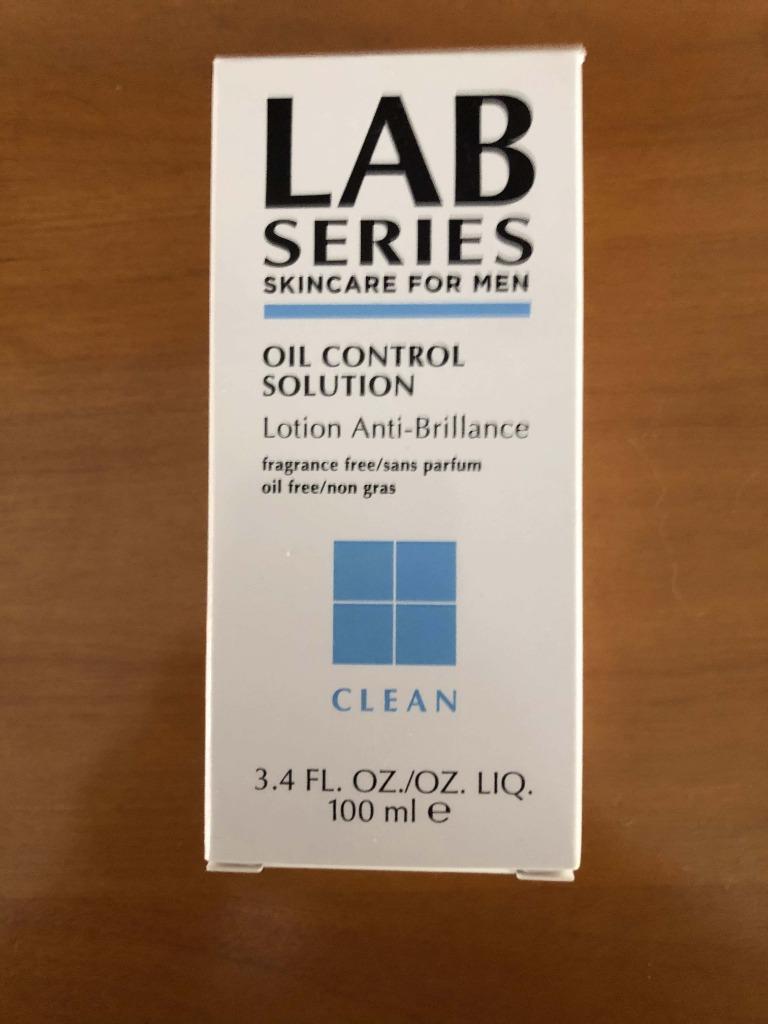 LAB
SERIES
SKINCARE FOR MEN
OIL CONTROL
SOLUTION
Lotion Anti-Brillance
fragrance free/sans parfum
oil free/non gras
CLEAN
3.4 FL. OZ./OZ. LIQ.
100 ml ℮